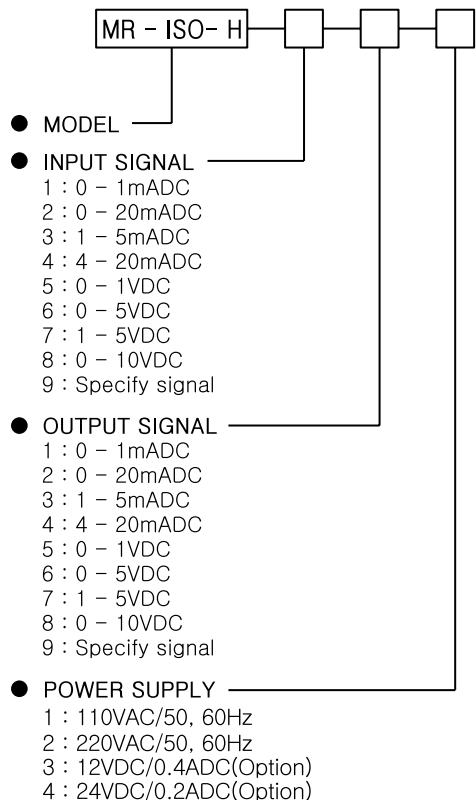 MR - ISO- H
● MODEL
● INPUT SIGNAL
1 : 0 - 1mADC
2 : 0 - 20mADC
3 : 1 - 5mADC
4 : 4 - 20mADC
5 : 0 - 1VDC
6 : 0 - 5VDC
7 : 1 - 5VDC
8 : 0 - 10VDC
9 : Specify signal
● OUTPUT SIGNAL
1 : 0 - 1mADC
2 : 0 - 20mADC
3 : 1 - 5mADC
4 : 4 - 20mADC
5 : 0 - 1VDC
6 : 0 - 5VDC
7 : 1 - 5VDC
8 : 0 - 10VDC
9 : Specify signal
● POWER SUPPLY
1 : 110VAC/50, 60Hz
2 : 220VAC/50, 60Hz
3 : 12VDC/0.4ADC(Option)
4 : 24VDC/0.2ADC(Option)